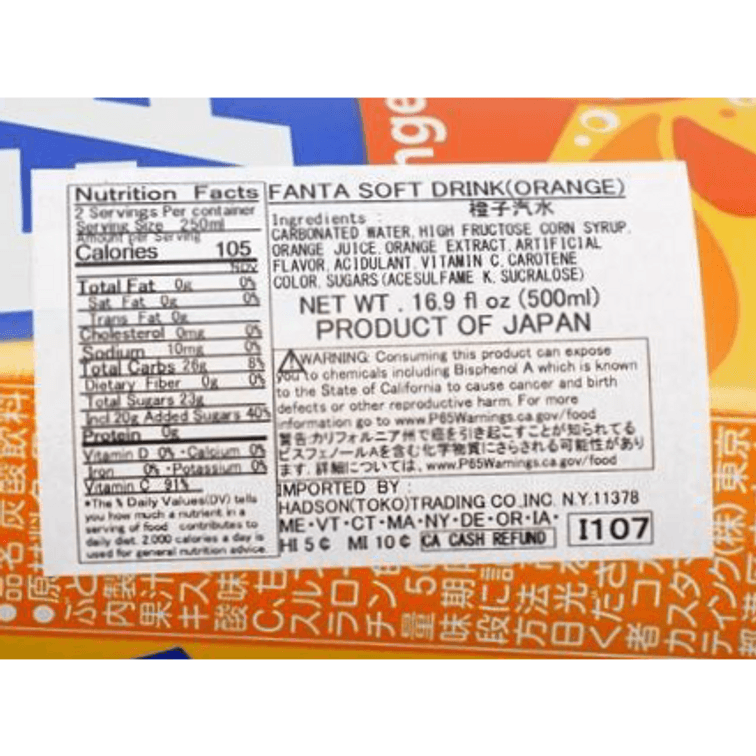 nge
Nutrition Facts
2 Servings Per container
Serving Size 250ml
Amount per Serving
Calories 105
%DV
Total Fat 0g 0%
Sat Fat 0g 0%
Trans Fat 0g
Cholesterol 0mg 0%
Sodium 10mg 0%
Total Carbs 26g 8%
Dietary Fiber 0g 0%
Total Sugars 23g
Incl 20g Added Sugars 40%
Protein 0g
Vitamin D 0% · Calcium 0%
Iron 0% · Potassium 0%
Vitamin C 91%
*The % Daily Values(DV) tells
you how much a nutrient in a
serving of food contributes to
daily diet. 2000 calories a day is
used for general nutrition advice.
FANTA SOFT DRINK(ORANGE)
橙子汽水
Ingredients :
CARBONATED WATER, HIGH FRUCTOSE CORN SYRUP,
ORANGE JUICE, ORANGE EXTRACT, ARTIFICIAL
FLAVOR, ACIDULANT, VITAMIN C, CAROTENE
COLOR, SUGARS (ACESULFAME K, SUCRALOSE)
NET WT . 16.9 fl oz (500ml)
PRODUCT OF JAPAN
WARNING: Consuming this product can expose
you to chemicals including Bisphenol A which is known
to the State of California to cause cancer and birth
defects or other reproductive harm. For more
information go to www.P65Warnings.ca.gov/food
警告:カリフォルニア州で癌を引き起こすことが知られてる
ビスフェノールAを含む化学物質にさらされる可能性があり
ます. 詳細については、www.P65Warnings.ca.gov/food
IMPORTED BY :
HADSON(TOKO)TRADING CO.,INC. N.Y.11378
ME·VT·CT·MA·NY·DE·OR·IA·
HI 5¢ MI 10¢ CA CASH REFUND
I107